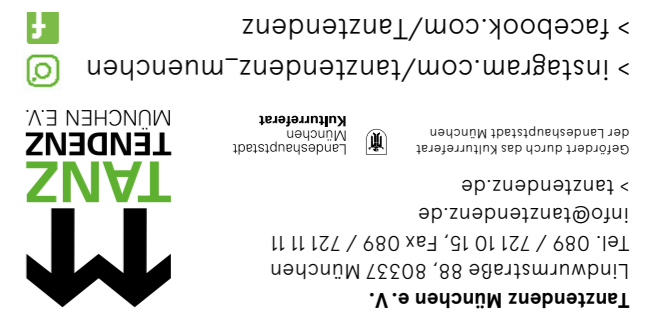 Tanztendenz München e.V.
Lindwurmstraße 88, 80337 München
Tel. 089 / 721 10 15, Fax 089 / 721 11 11
info@tanztendenz.de
> tanztendenz.de
Gefördert durch das Kulturreferat
der Landeshauptstadt München
Landeshauptstadt
München
Kulturreferat
TANZ
TENDENZ
MÜNCHEN E.V.
> instagram.com/tanztendenz_muenchen
> facebook.com/Tanztendenz